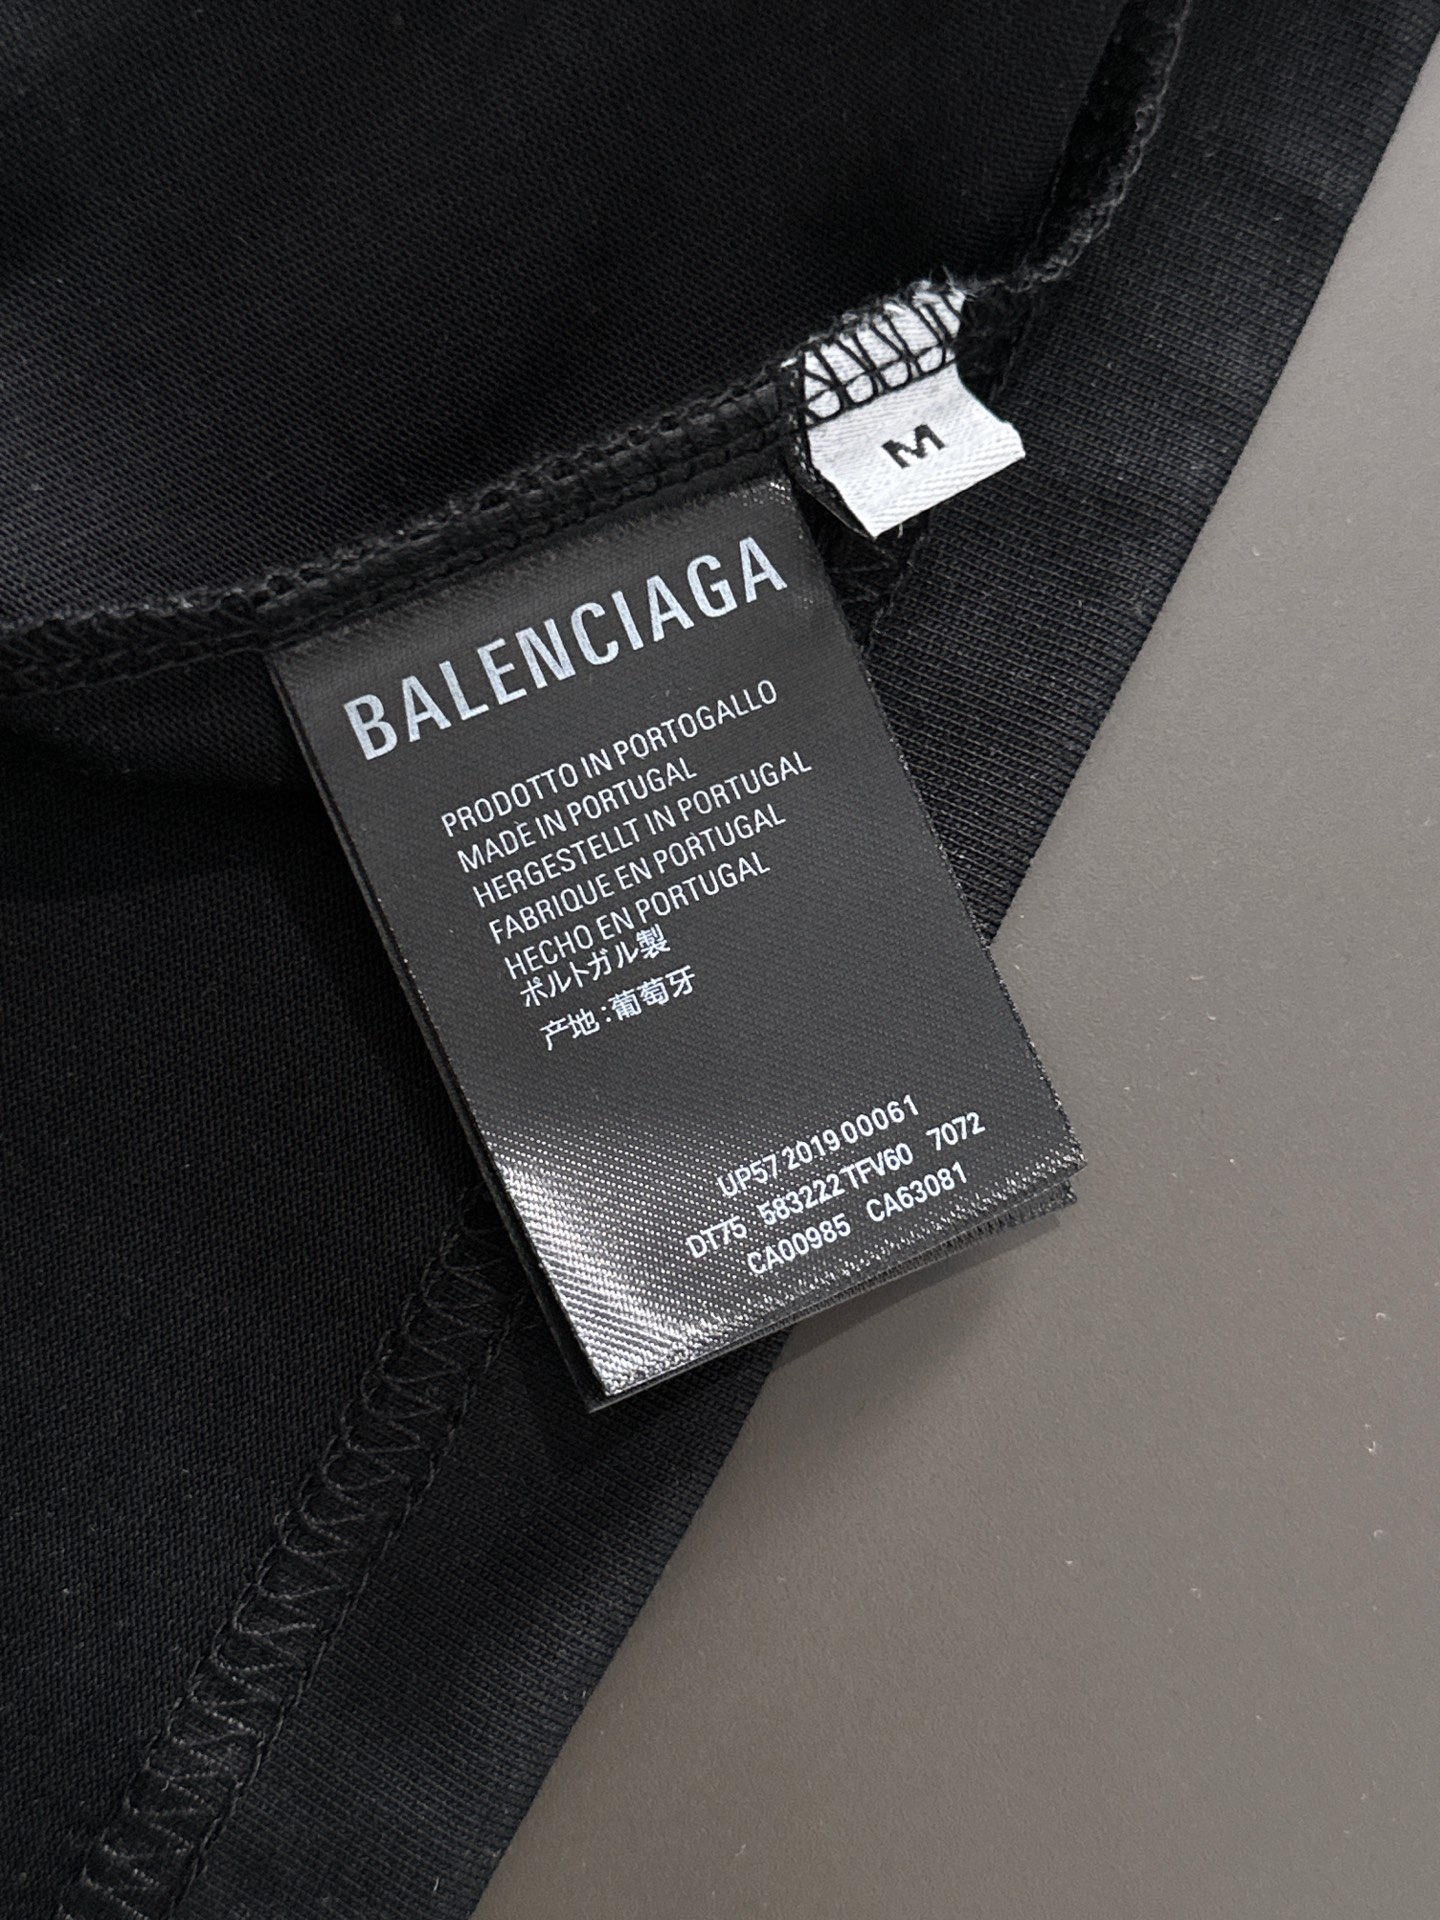 M
BALENCIAGA
PRODOTTO IN PORTOGALLO
MADE IN PORTUGAL
HERGESTELLT IN PORTUGAL
FABRIQUE EN PORTUGAL
HECHO EN PORTUGAL
ポルトガル製
产地:葡萄牙
UP57 2019 00061
DT75 583222 TFV60 7072
CA00985 CA63081